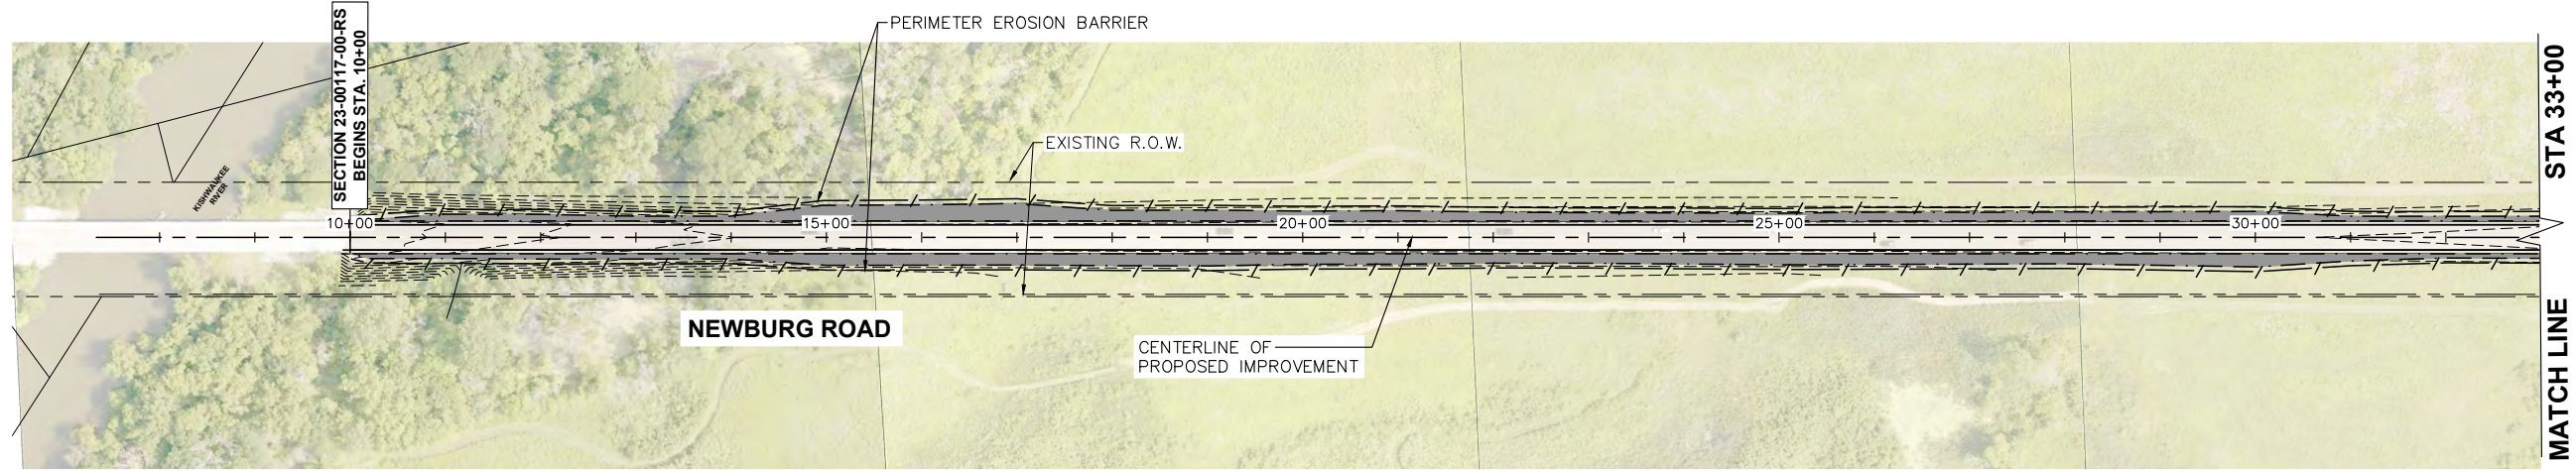 SECTION 23-00117-00-RS
BEGINS STA. 10+00
PERIMETER EROSION BARRIER
EXISTING R.O.W.
KISHWAUKEE
RIVER
10+00
15+00
20+00
25+00
30+00
NEWBURG ROAD
CENTERLINE OF
PROPOSED IMPROVEMENT
STA 33+00
MATCH LINE